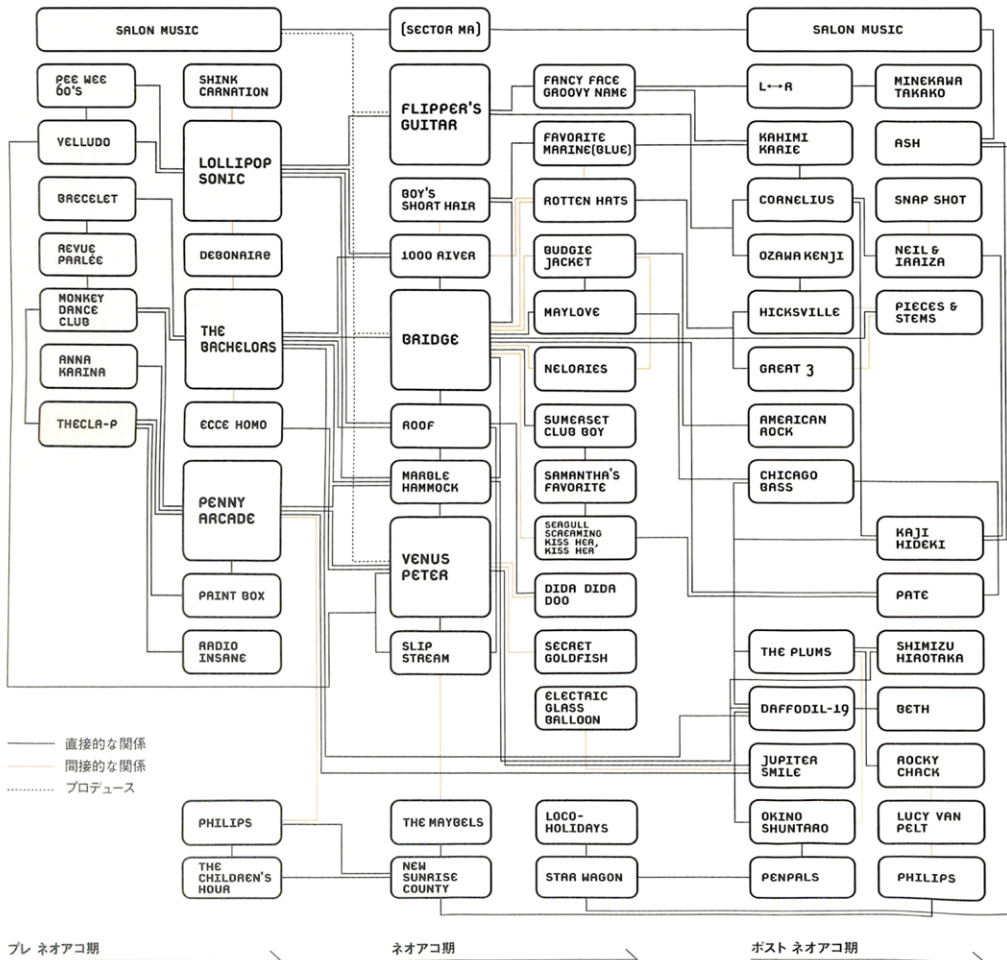 SALON MUSIC
(SECTOR MA)
SALON MUSIC
PEE WEE
60'S
SHINK
CARNATION
FLIPPER'S
GUITAR
FANCY FACE
GROOVY NAME
L↔R
MINEKAWA
TAKAKO
VELLUDO
LOLLIPOP
SONIC
FAVORITE
MARINE(BLUE)
KAHIMI
KARIE
ASH
BRECELET
BOY'S
SHORT HAIR
ROTTEN HATS
CORNELIUS
SNAP SHOT
REVUE
PARLÉE
DEBONAIRE
1000 RIVER
BUDGIE
JACKET
OZAWA KENJI
NEIL &
IRAIZA
MONKEY
DANCE
CLUB
THE
BACHELORS
BRIDGE
MAYLOVE
HICKSVILLE
PIECES &
STEMS
ANNA
KARINA
NELORIES
GREAT 3
THECLA-P
ECCE HOMO
ROOF
SUMERSET
CLUB BOY
AMERICAN
ROCK
PENNY
ARCADE
MARBLE
HAMMOCK
SAMANTHA'S
FAVORITE
CHICAGO
BASS
VENUS
PETER
SEAGULL
SCREAMING
KISS HER,
KISS HER
KAJI
HIDEKI
PAINT BOX
DIDA DIDA
DOO
PATE
RADIO
INSANE
SLIP
STREAM
SECRET
GOLDFISH
THE PLUMS
SHIMIZU
HIROTAKA
ELECTRIC
GLASS
BALLOON
DAFFODIL-19
BETH
直接的な関係
間接的な関係
プロデュース
JUPITER
SMILE
ROCKY
CHACK
PHILIPS
THE MAYBELS
LOCO-
HOLIDAYS
OKINO
SHUNTARO
LUCY VAN
PELT
THE
CHILDREN'S
HOUR
NEW
SUNRISE
COUNTY
STAR WAGON
PENPALS
PHILIPS
プレ ネオアコ期
ネオアコ期
ポスト ネオアコ期